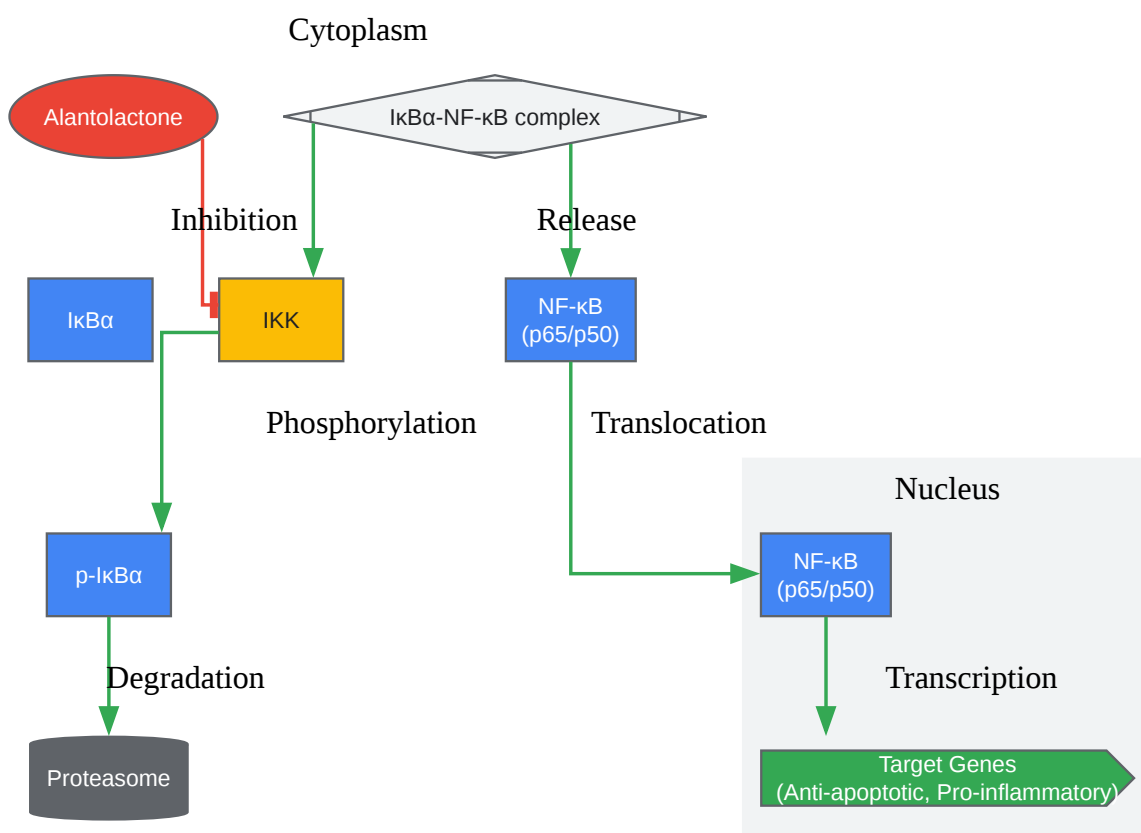 Cytoplasm
Alantolactone
IκBα-NF-κB complex
Inhibition
Release
IκBα
IKK
NF-κB
(p65/p50)
Phosphorylation
Translocation
Nucleus
p-IκBα
NF-κB
(p65/p50)
Degradation
Transcription
Proteasome
Target Genes
(Anti-apoptotic, Pro-inflammatory)